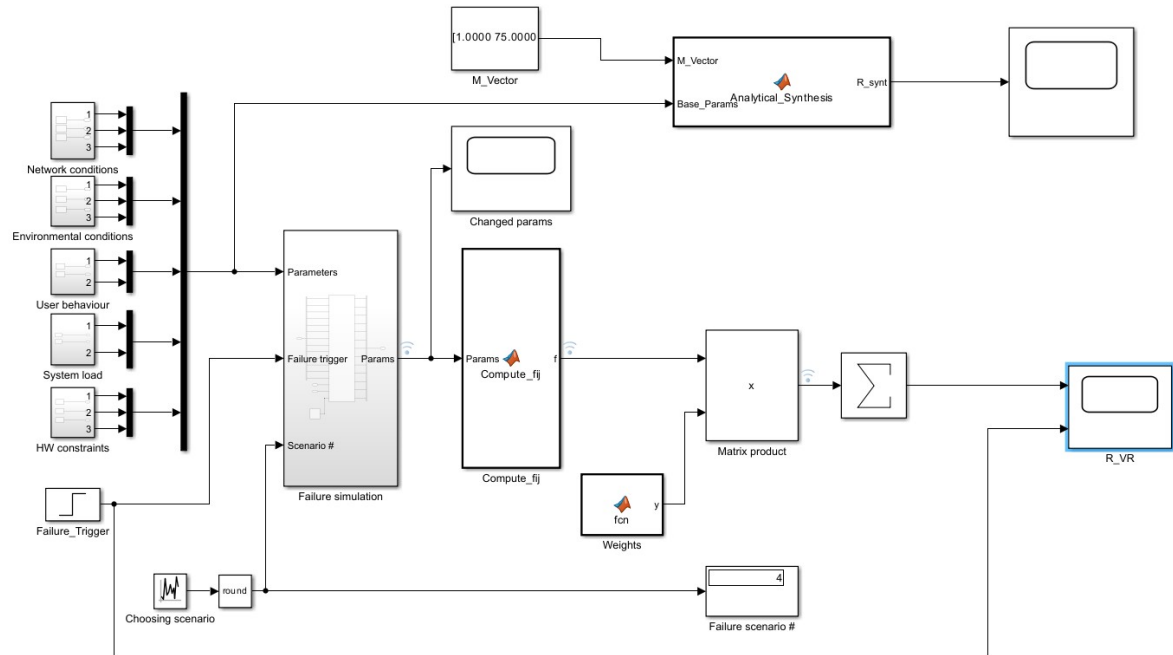 [1.0000 75.0000
M_Vector
M_Vector
Base_Params
Analytical_Synthesis
R_synt
1
2
3
Network conditions
1
2
3
Environmental conditions
1
2
User behaviour
1
2
System load
1
2
3
HW constraints
Changed params
Parameters
Failure trigger
Scenario #
Params
Failure simulation
Params
Compute_fij
f
Compute_fij
x
Matrix product
R_VR
fcn
y
Weights
Failure_Trigger
round
Choosing scenario
4
Failure scenario #